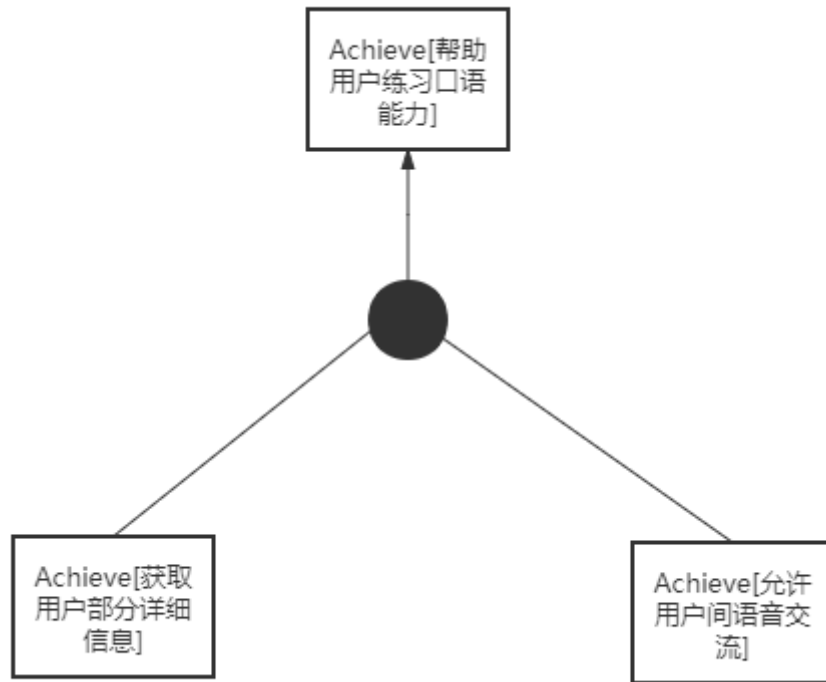 Achieve[帮助
用户练习口语
能力]
Achieve[获取
用户部分详细
信息]
Achieve[允许
用户间语音交
流]